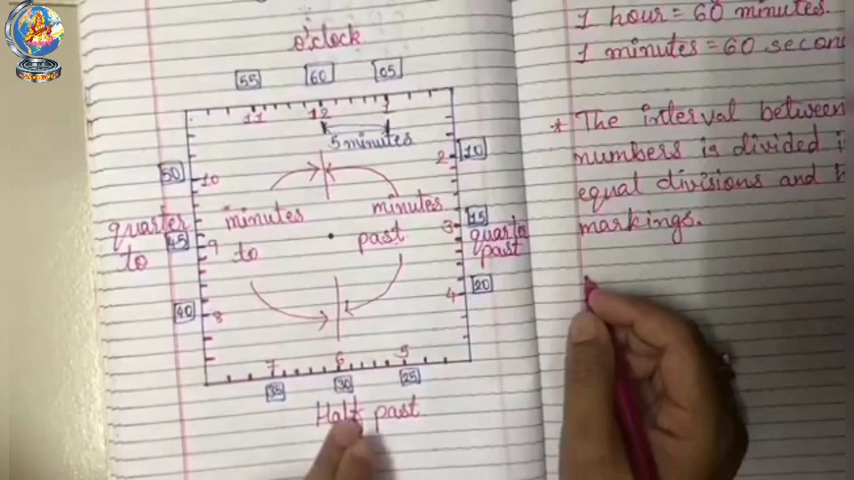 o'clock
55 60 05
11 12 1
5 minutes
50 10 2 10
quarter to
45 9
minutes to
minutes past
3 15
quarter past
40 8 4 20
7 6 5
35 30 25
Half past
1 hour = 60 minutes.
1 minutes = 60 secon
* The interval between
numbers is divided i
equal divisions and h
markings.